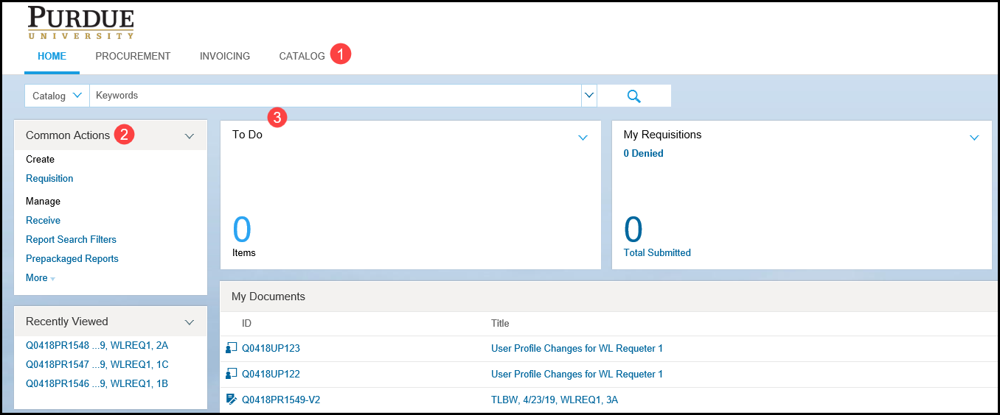 PURDUE
UNIVERSITY
HOME PROCUREMENT INVOICING CATALOG 1
Catalog Keywords
3
Common Actions 2
Create
Requisition
Manage
Receive
Report Search Filters
Prepackaged Reports
More
To Do
0
Items
My Requisitions
0 Denied
0
Total Submitted
Recently Viewed
Q0418PR1548 ...9, WLREQ1, 2A
Q0418PR1547 ...9, WLREQ1, 1C
Q0418PR1546 ...9, WLREQ1, 1B
My Documents
ID Title
Q0418UP123 User Profile Changes for WL Requeter 1
Q0418UP122 User Profile Changes for WL Requeter 1
Q0418PR1549-V2 TLBW, 4/23/19, WLREQ1, 3A